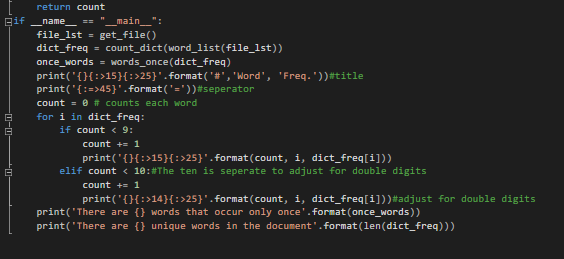 return count
if __name__ == "__main__":
    file_lst = get_file()
    dict_freq = count_dict(word_list(file_lst))
    once_words = words_once(dict_freq)
    print('{}{:>15}{:>25}'.format('#','Word', 'Freq.'))#title
    print('{:=>45}'.format('='))#seperator
    count = 0 # counts each word
    for i in dict_freq:
        if count < 9:
            count += 1
            print('{}{:>15}{:>25}'.format(count, i, dict_freq[i]))
        elif count < 10:#The ten is seperate to adjust for double digits
            count += 1
            print('{}{:>14}{:>25}'.format(count, i, dict_freq[i]))#adjust for double digits
    print('There are {} words that occur only once'.format(once_words))
    print('There are {} unique words in the document'.format(len(dict_freq)))